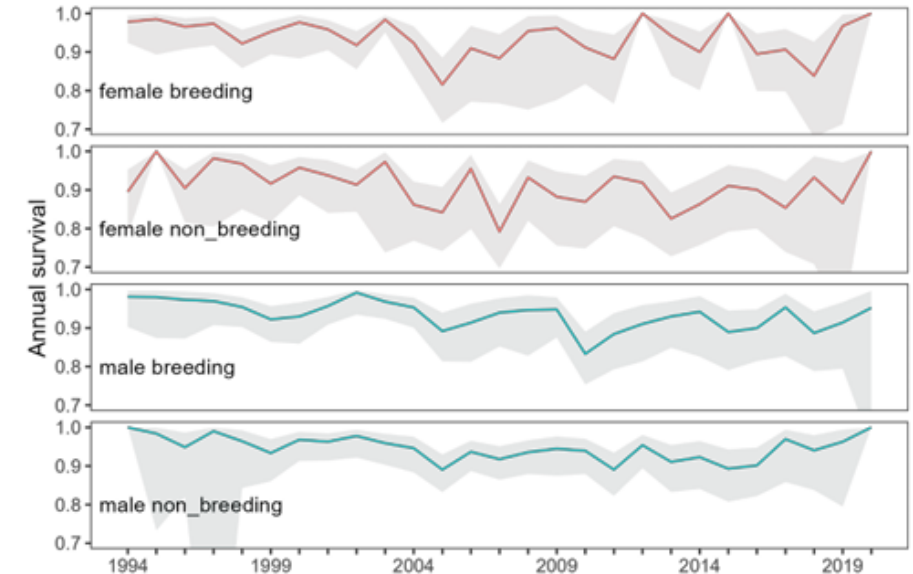 1.0
0.9
0.8
0.7
female breeding
1.0
0.9
0.8
0.7
female non_breeding
Annual survival
1.0
0.9
0.8
0.7
male breeding
1.0
0.9
0.8
0.7
male non_breeding
1994 1999 2004 2009 2014 2019